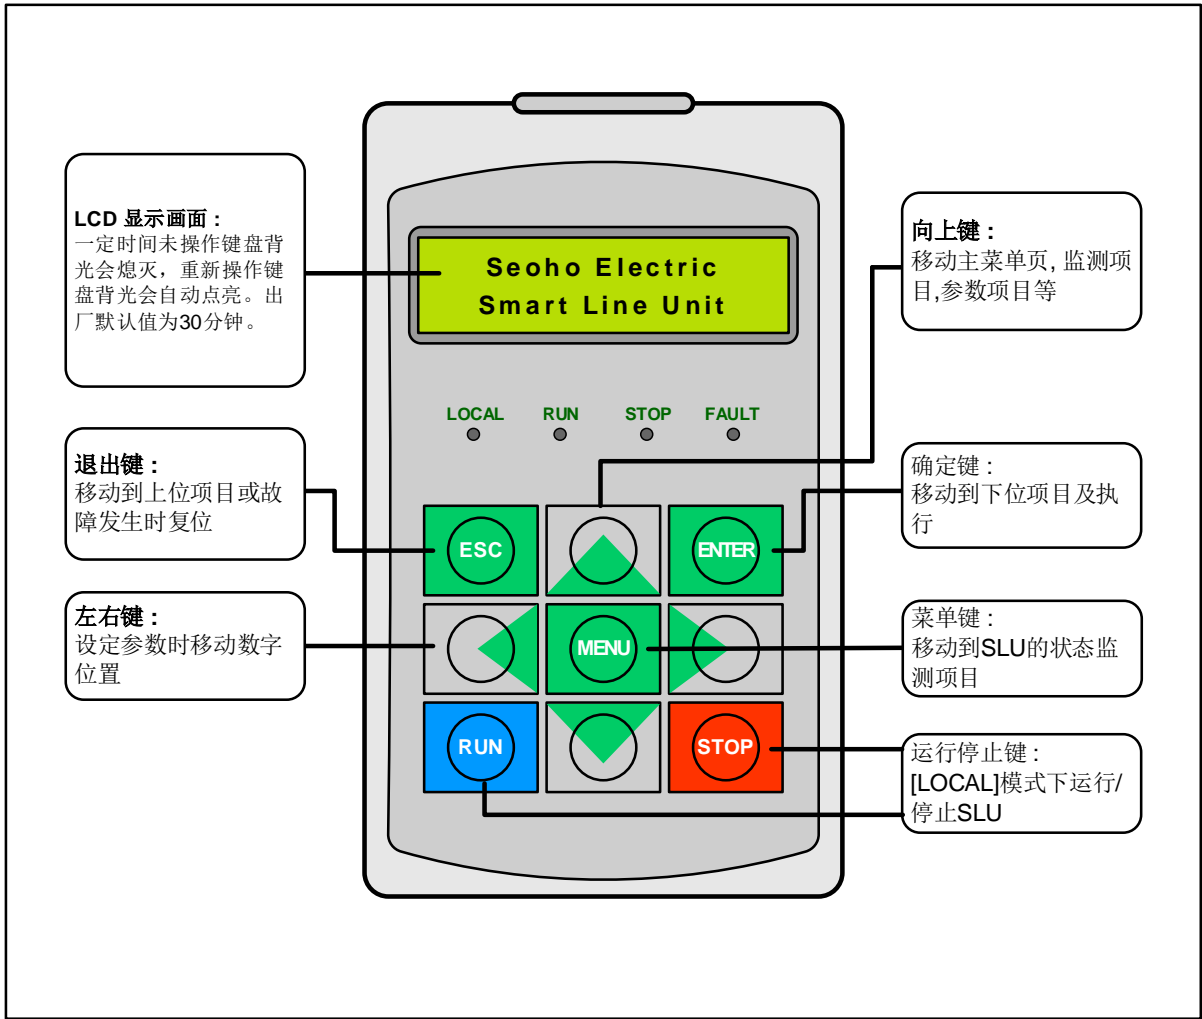 LCD 显示画面：
一定时间未操作键盘背
光会熄灭，重新操作键
盘背光会自动点亮。出
厂默认值为30分钟。
退出键：
移动到上位项目或故
障发生时复位
左右键：
设定参数时移动数字
位置
Seoho Electric
Smart Line Unit
LOCAL RUN STOP FAULT
ESC
ENTER
MENU
RUN
STOP
向上键：
移动主菜单页, 监测项
目,参数项目等
确定键：
移动到下位项目及执
行
菜单键：
移动到SLU的状态监
测项目
运行停止键：
[LOCAL]模式下运行/
停止SLU